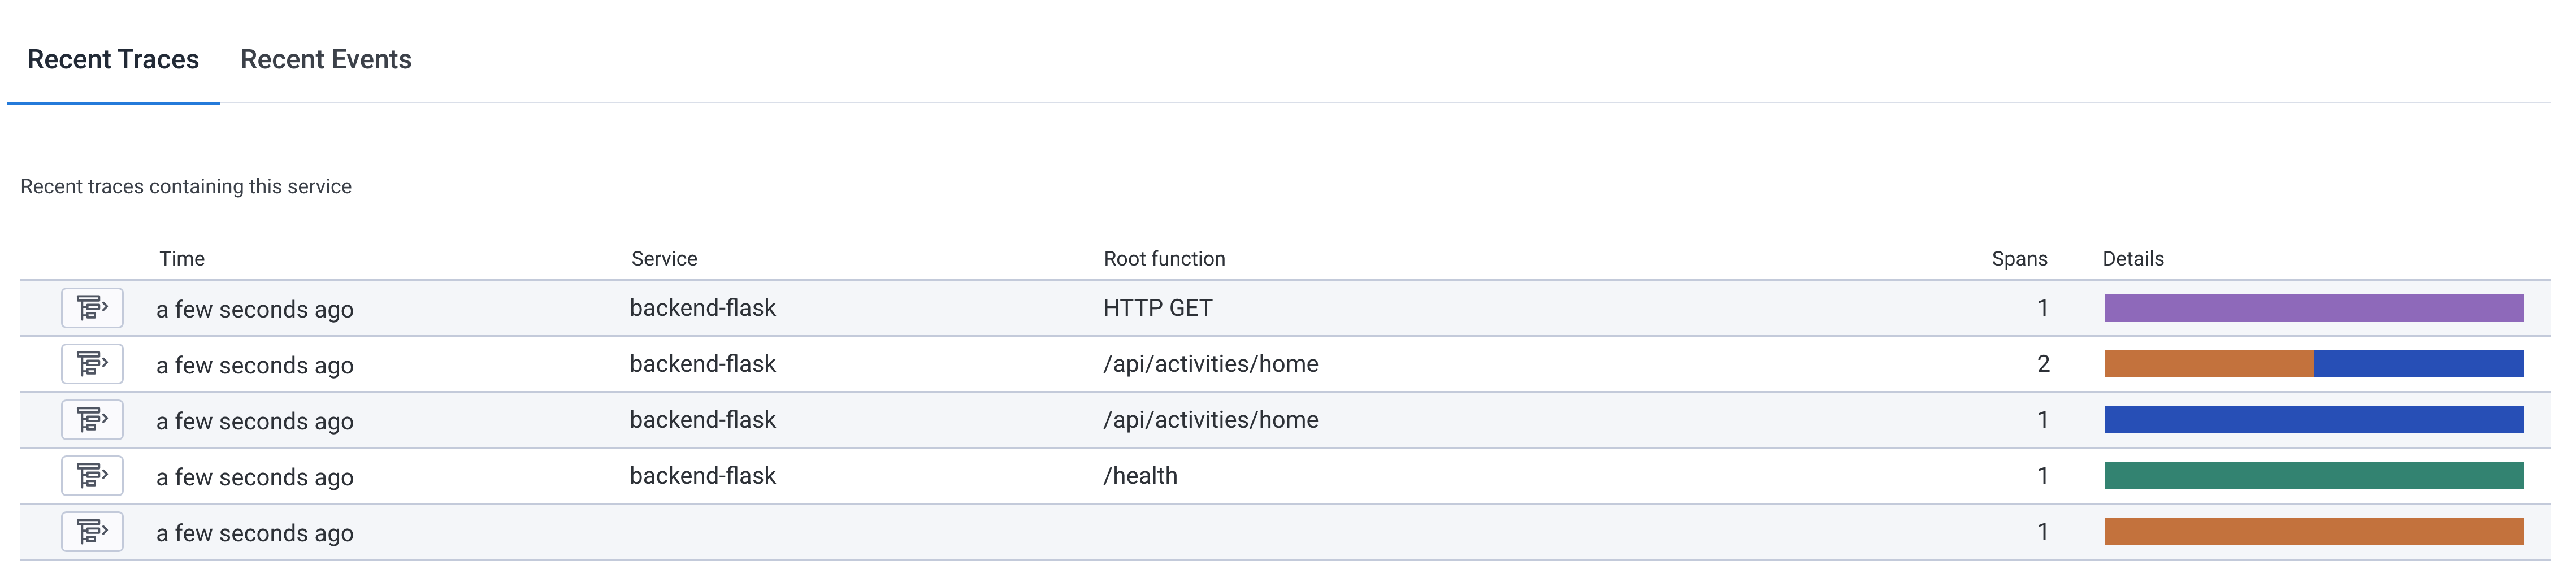 Recent Traces Recent Events
Recent traces containing this service
Time Service Root function Spans Details
a few seconds ago backend-flask HTTP GET 1
a few seconds ago backend-flask /api/activities/home 2
a few seconds ago backend-flask /api/activities/home 1
a few seconds ago backend-flask /health 1
a few seconds ago 1